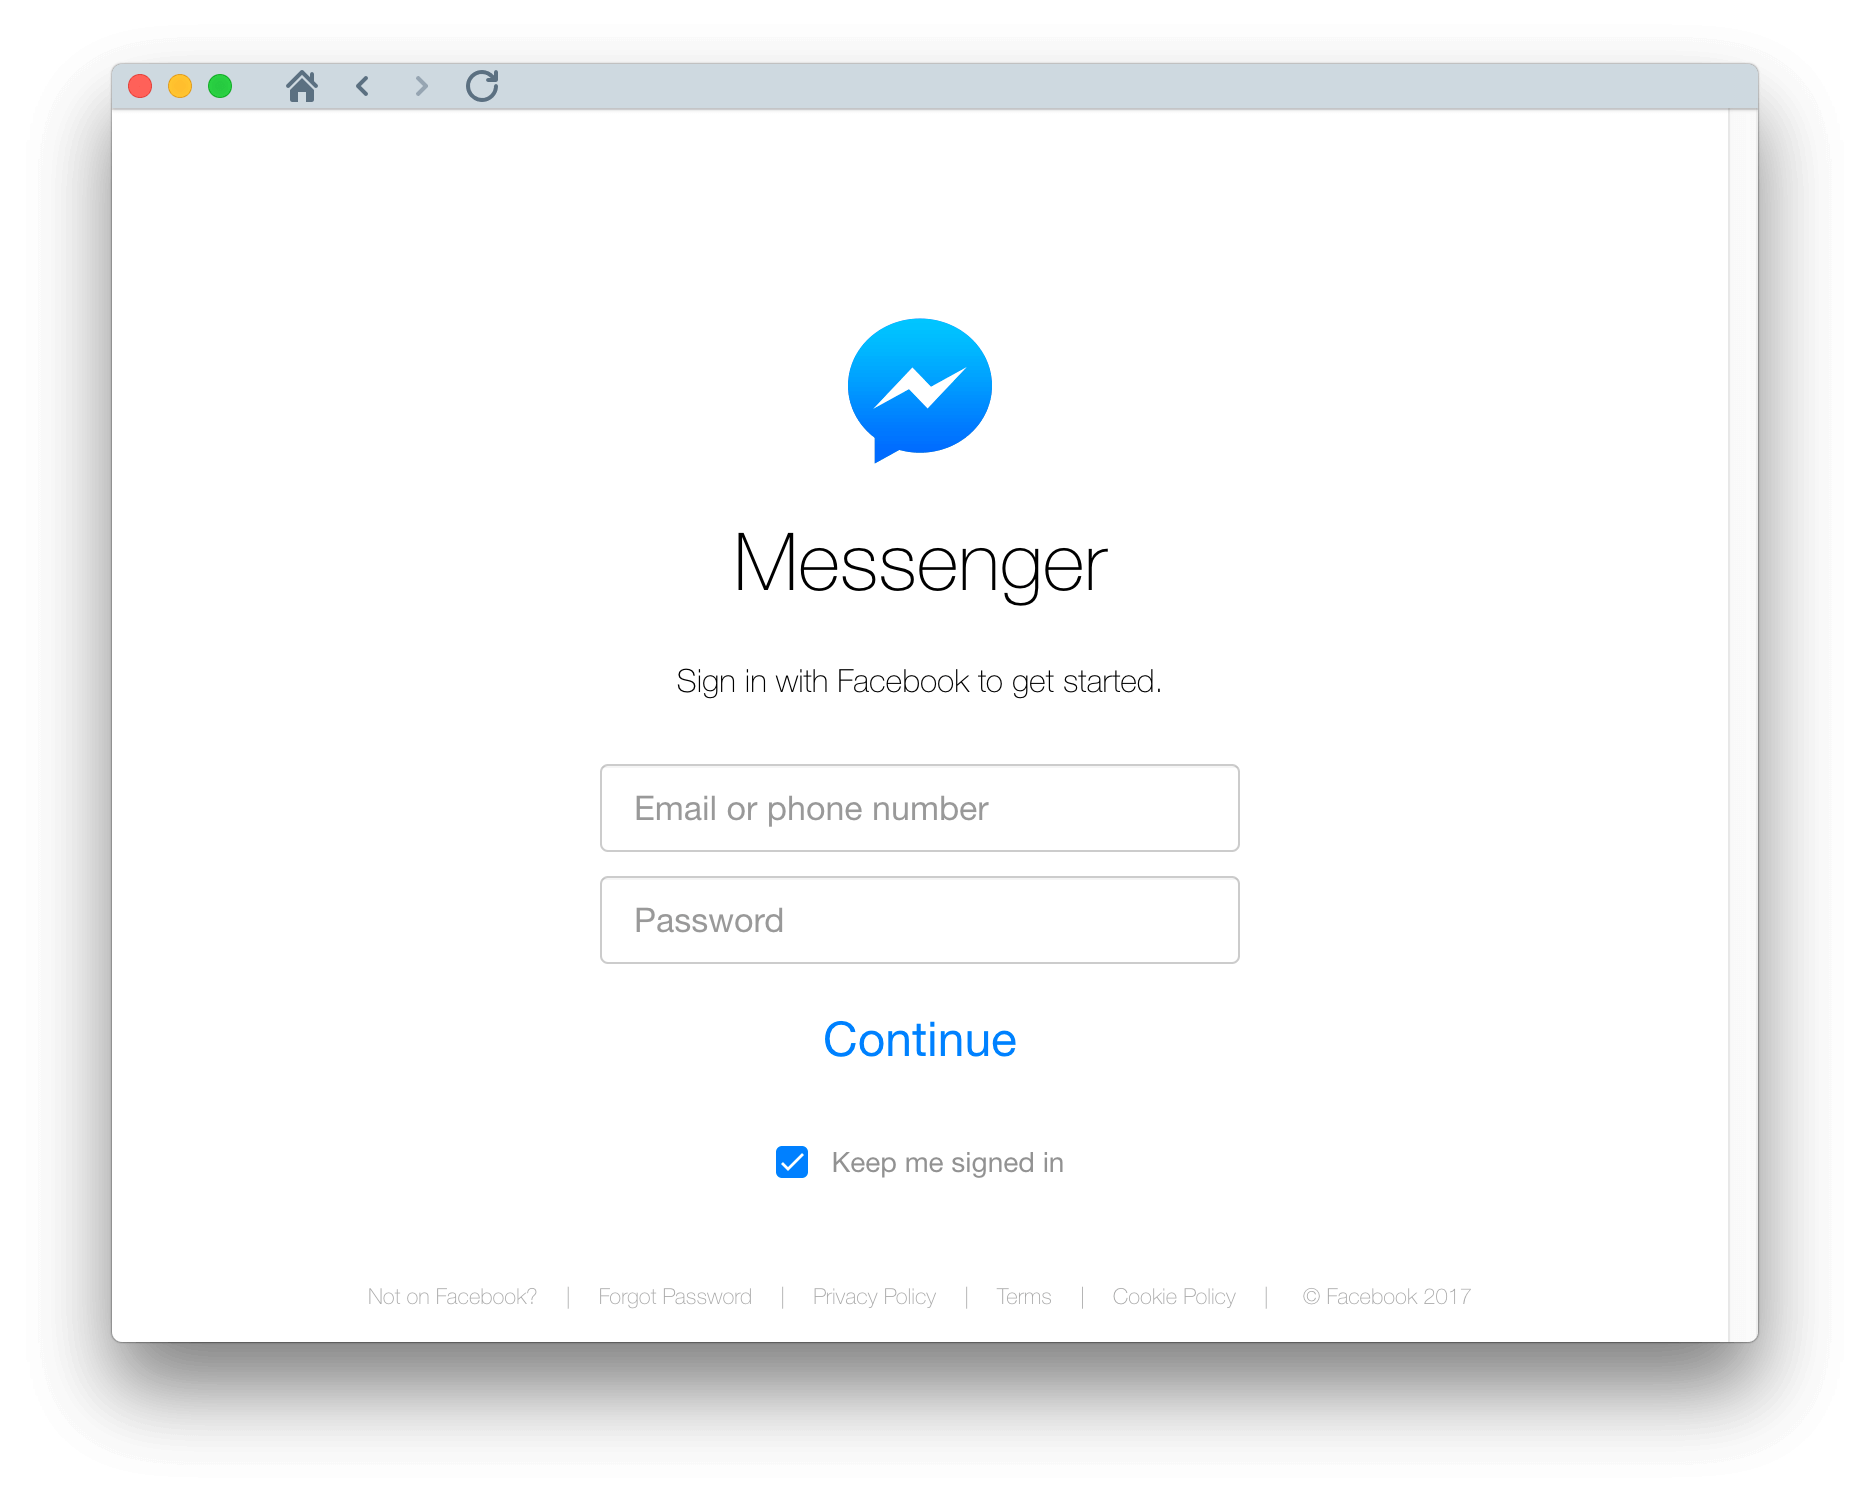 Messenger
Sign in with Facebook to get started.
Email or phone number
Password
Continue
Keep me signed in
Not on Facebook? | Forgot Password | Privacy Policy | Terms | Cookie Policy | © Facebook 2017